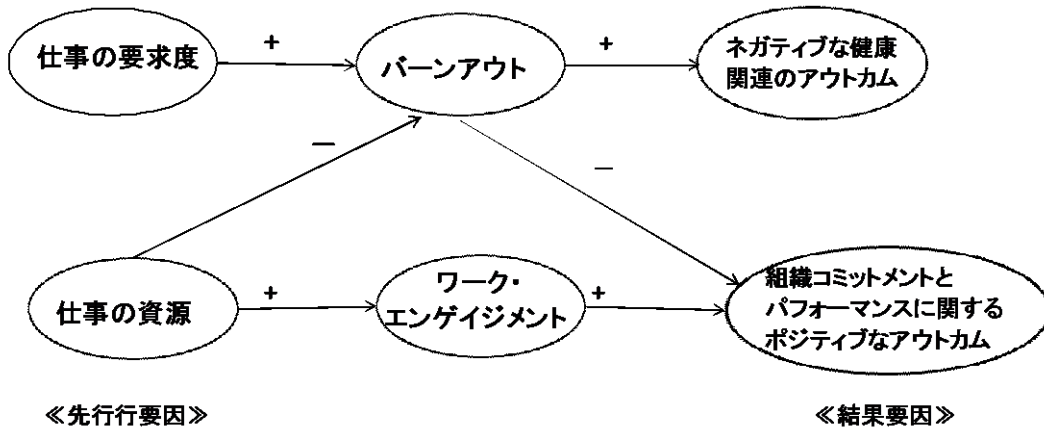 仕事の要求度
+
バーンアウト
+
ネガティブな健康
関連のアウトカム
－
－
仕事の資源
+
ワーク・
エンゲイジメント
+
組織コミットメントと
パフォーマンスに関する
ポジティブなアウトカム
≪先行行要因≫
≪結果要因≫